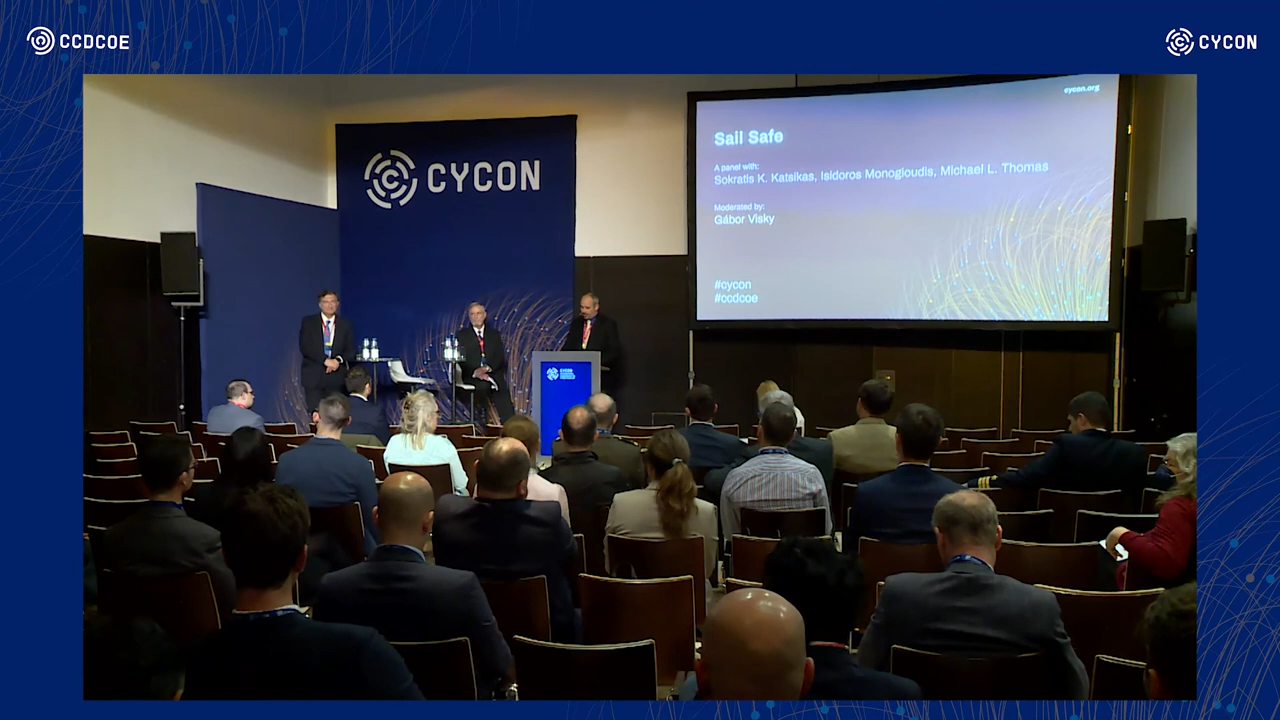 CCDCOE
CYCON
CYCON
cycon.org
Sail Safe
A panel with:
Sokratis K. Katsikas, Isidoros Monogioudis, Michael L. Thomas
Moderated by:
Gábor Visky
#cycon
#ccdcoe
CYCON